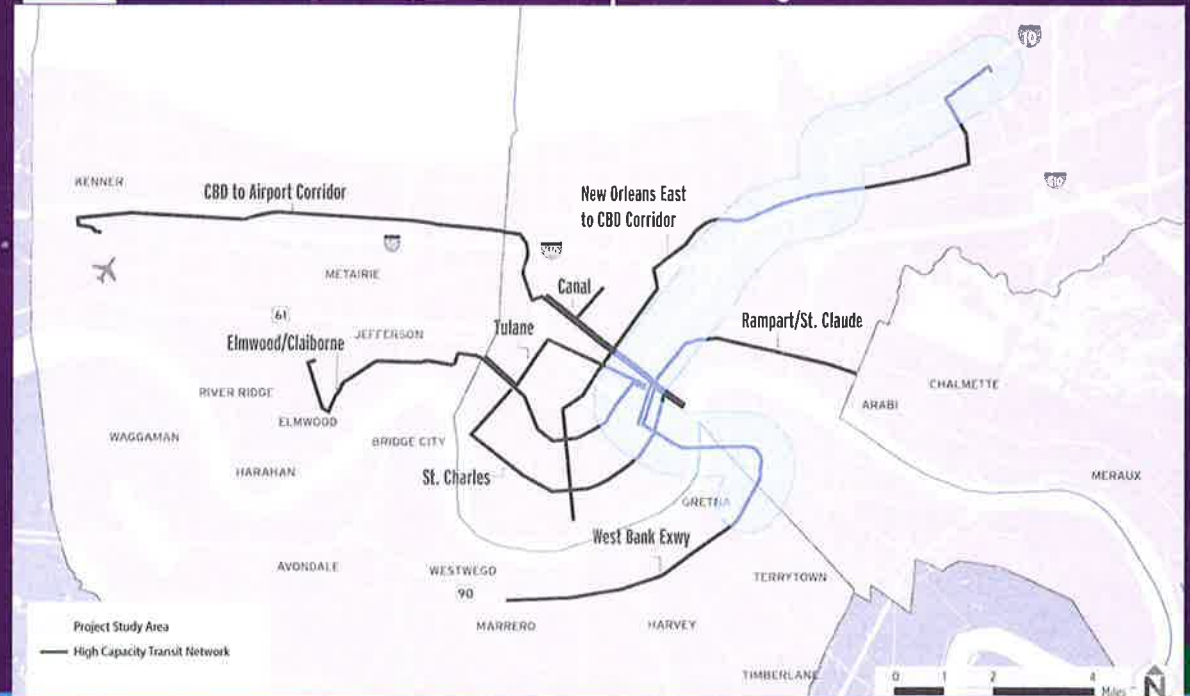 10
KENNER
CBD to Airport Corridor
New Orleans East
to CBD Corridor
METAIRIE
Canal
61
Tulane
Rampart/St. Claude
Elmwood/Claiborne
JEFFERSON
RIVER RIDGE
CHALMETTE
ARABI
ELMWOOD
WAGGAMAN
BRIDGE CITY
HARAHAN
St. Charles
MERAUX
GRETNA
West Bank Expwy
AVONDALE
WESTWEGO
TERRYTOWN
90
MARRERO
HARVEY
Project Study Area
High Capacity Transit Network
TIMBERLANE
0 1 2 4
Miles
N